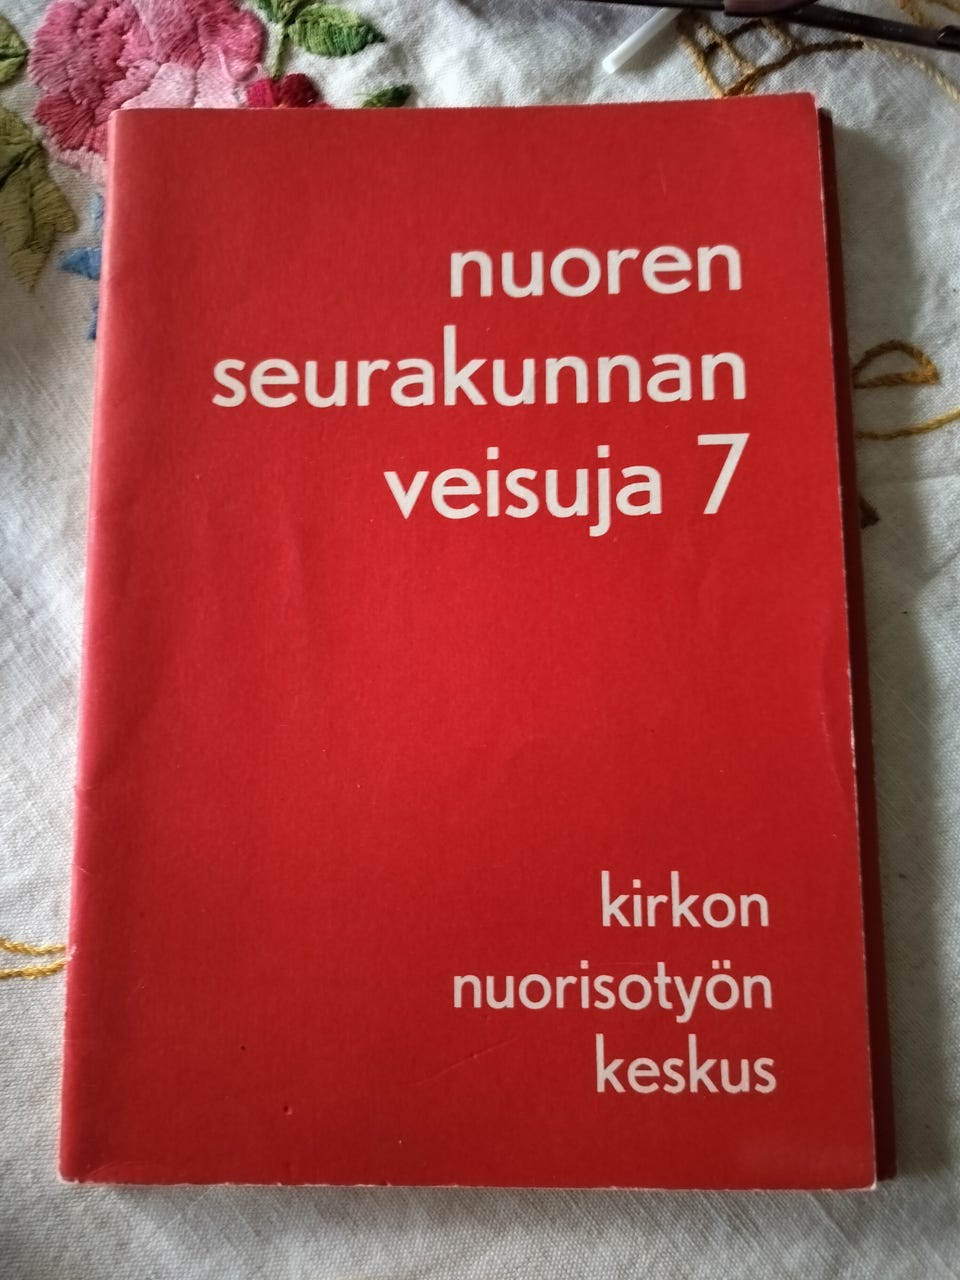 nuoren
seurakunnan
veisuja 7
kirkon
nuorisotyön
keskus